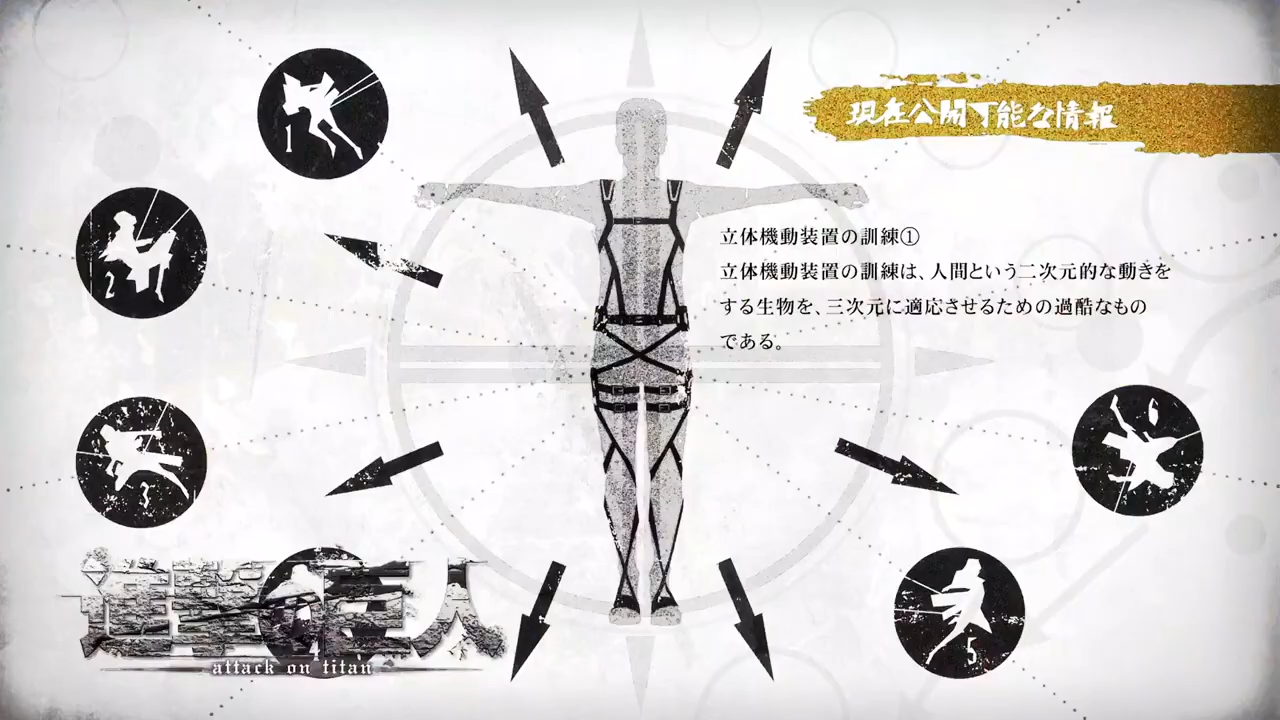 現在公開可能な情報
立体機動装置の訓練①
立体機動装置の訓練は、人間という二次元的な動きを
する生物を、三次元に適応させるための過酷なもの
である。
1
2
3
4
5
6
進撃の巨人
attack on titan